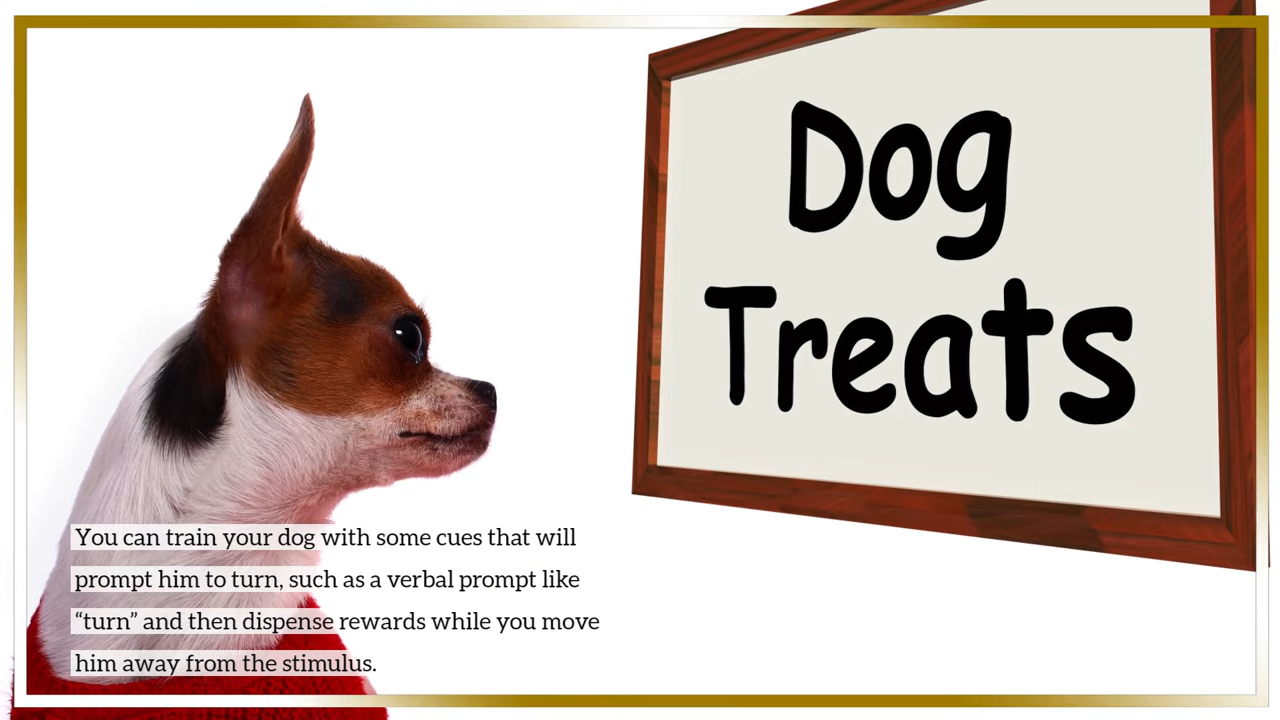 Dog
Treats
You can train your dog with some cues that will
prompt him to turn, such as a verbal prompt like
“turn” and then dispense rewards while you move
him away from the stimulus.